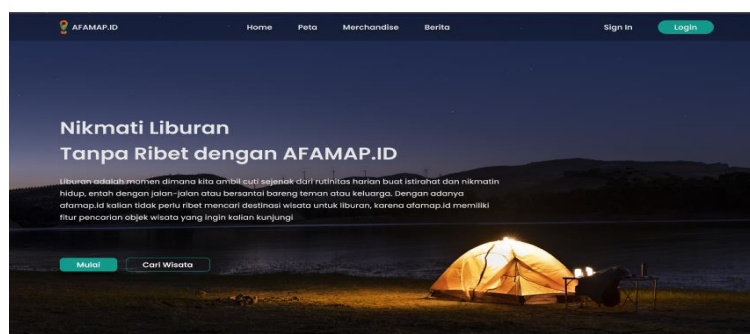 AFAMAP.ID
Home Peta Merchandise Berita
Sign In Login
Nikmati Liburan
Tanpa Ribet dengan AFAMAP.ID
Liburan adalah momen dimana kita ambil cuti sejenak dari rutinitas harian buat istirahat dan nikmatin
hidup, entah dengan jalan-jalan atau bersantai bareng teman atau keluarga. Dengan adanya
afamap.id kalian tidak perlu ribet mencari destinasi wisata untuk liburan, karena afamap.id memiliki
fitur pencarian objek wisata yang ingin kalian kunjungi
Mulai Cari Wisata